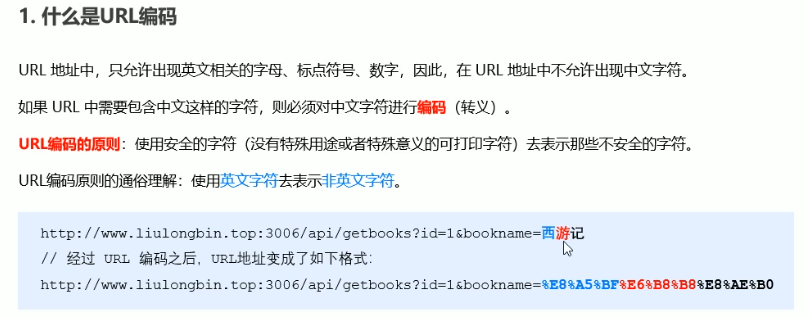 1. 什么是URL编码
URL 地址中，只允许出现英文相关的字母、标点符号、数字，因此，在 URL 地址中不允许出现中文字符。
如果 URL 中需要包含中文这样的字符，则必须对中文字符进行编码（转义）。
URL编码的原则：使用安全的字符（没有特殊用途或者特殊意义的可打印字符）去表示那些不安全的字符。
URL编码原则的通俗理解：使用英文字符去表示非英文字符。
http://www.liulongbin.top:3006/api/getbooks?id=1&bookname=西游记
// 经过 URL 编码之后，URL地址变成了如下格式：
http://www.liulongbin.top:3006/api/getbooks?id=1&bookname=%E8%A5%BF%E6%B8%B8%E8%AE%B0